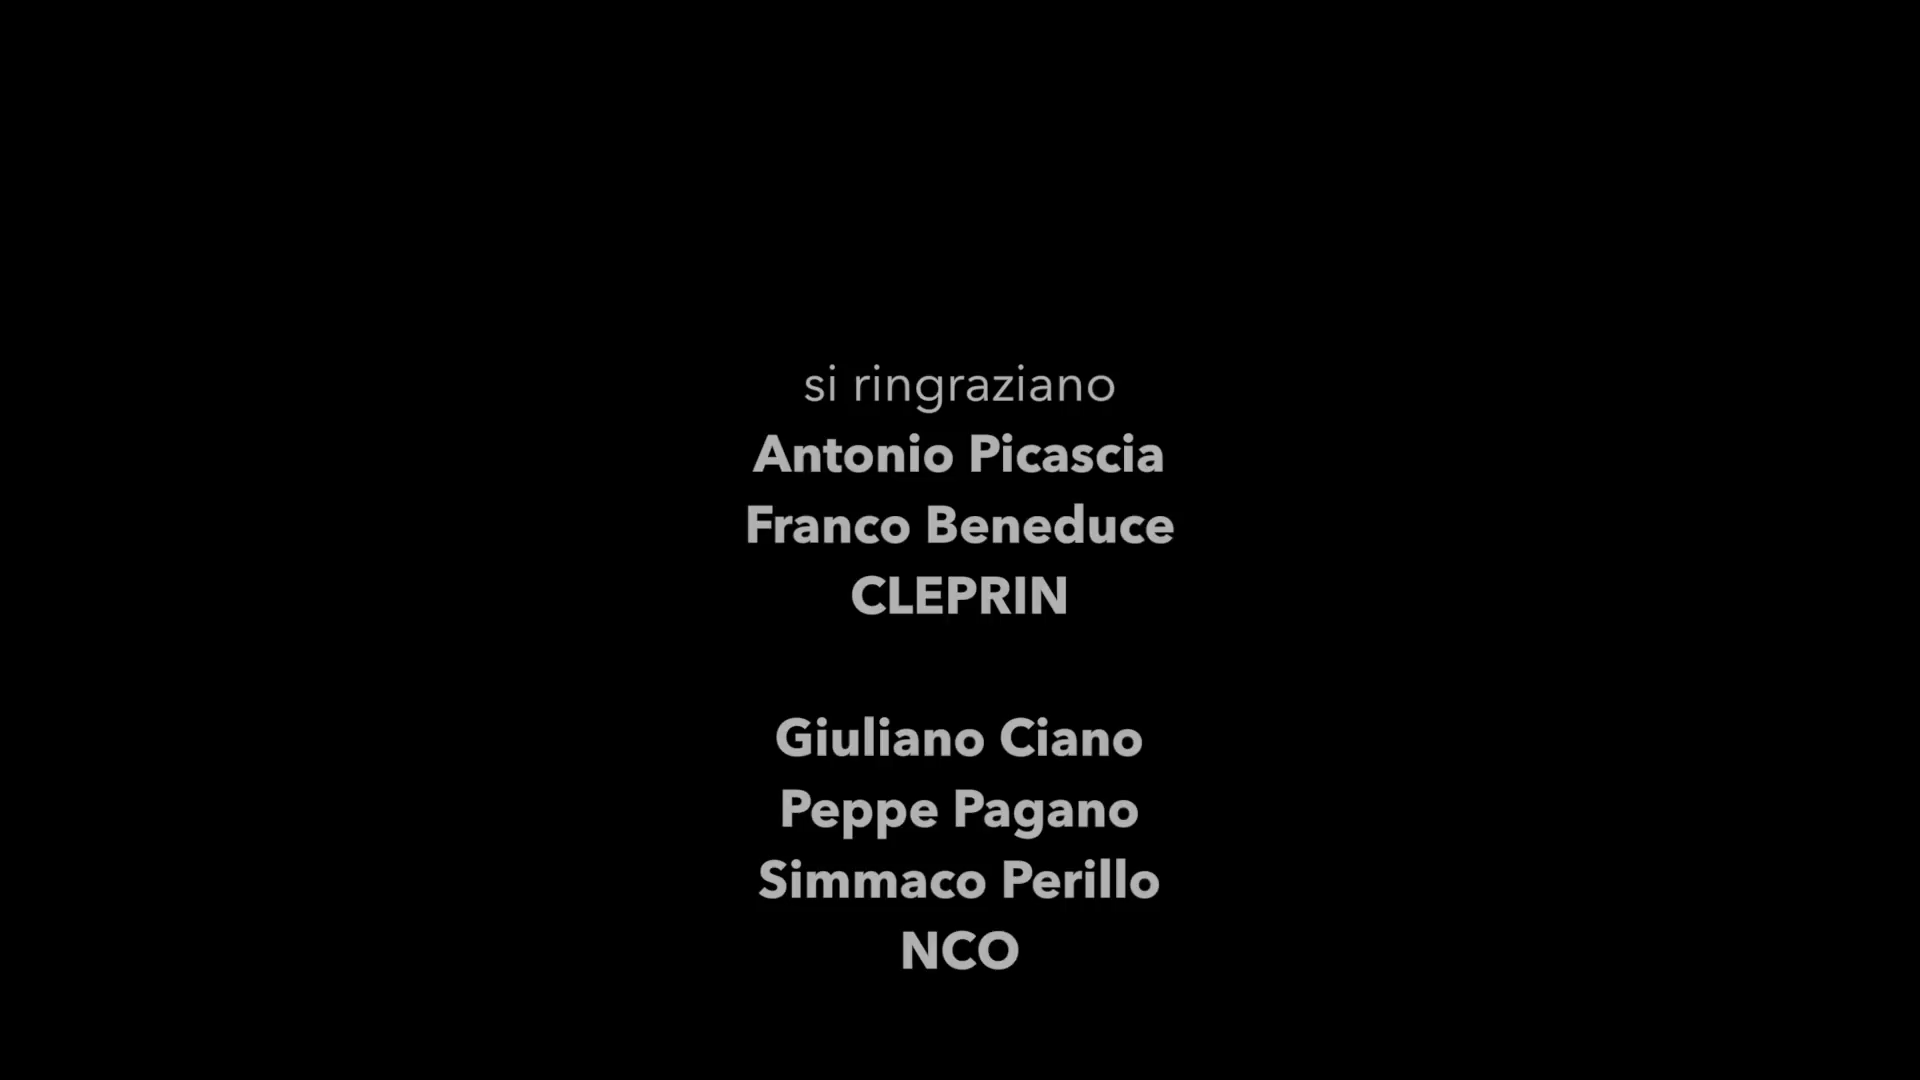 si ringraziano
Antonio Picascia
Franco Beneduce
CLEPRIN
Giuliano Ciano
Peppe Pagano
Simmaco Perillo
NCO